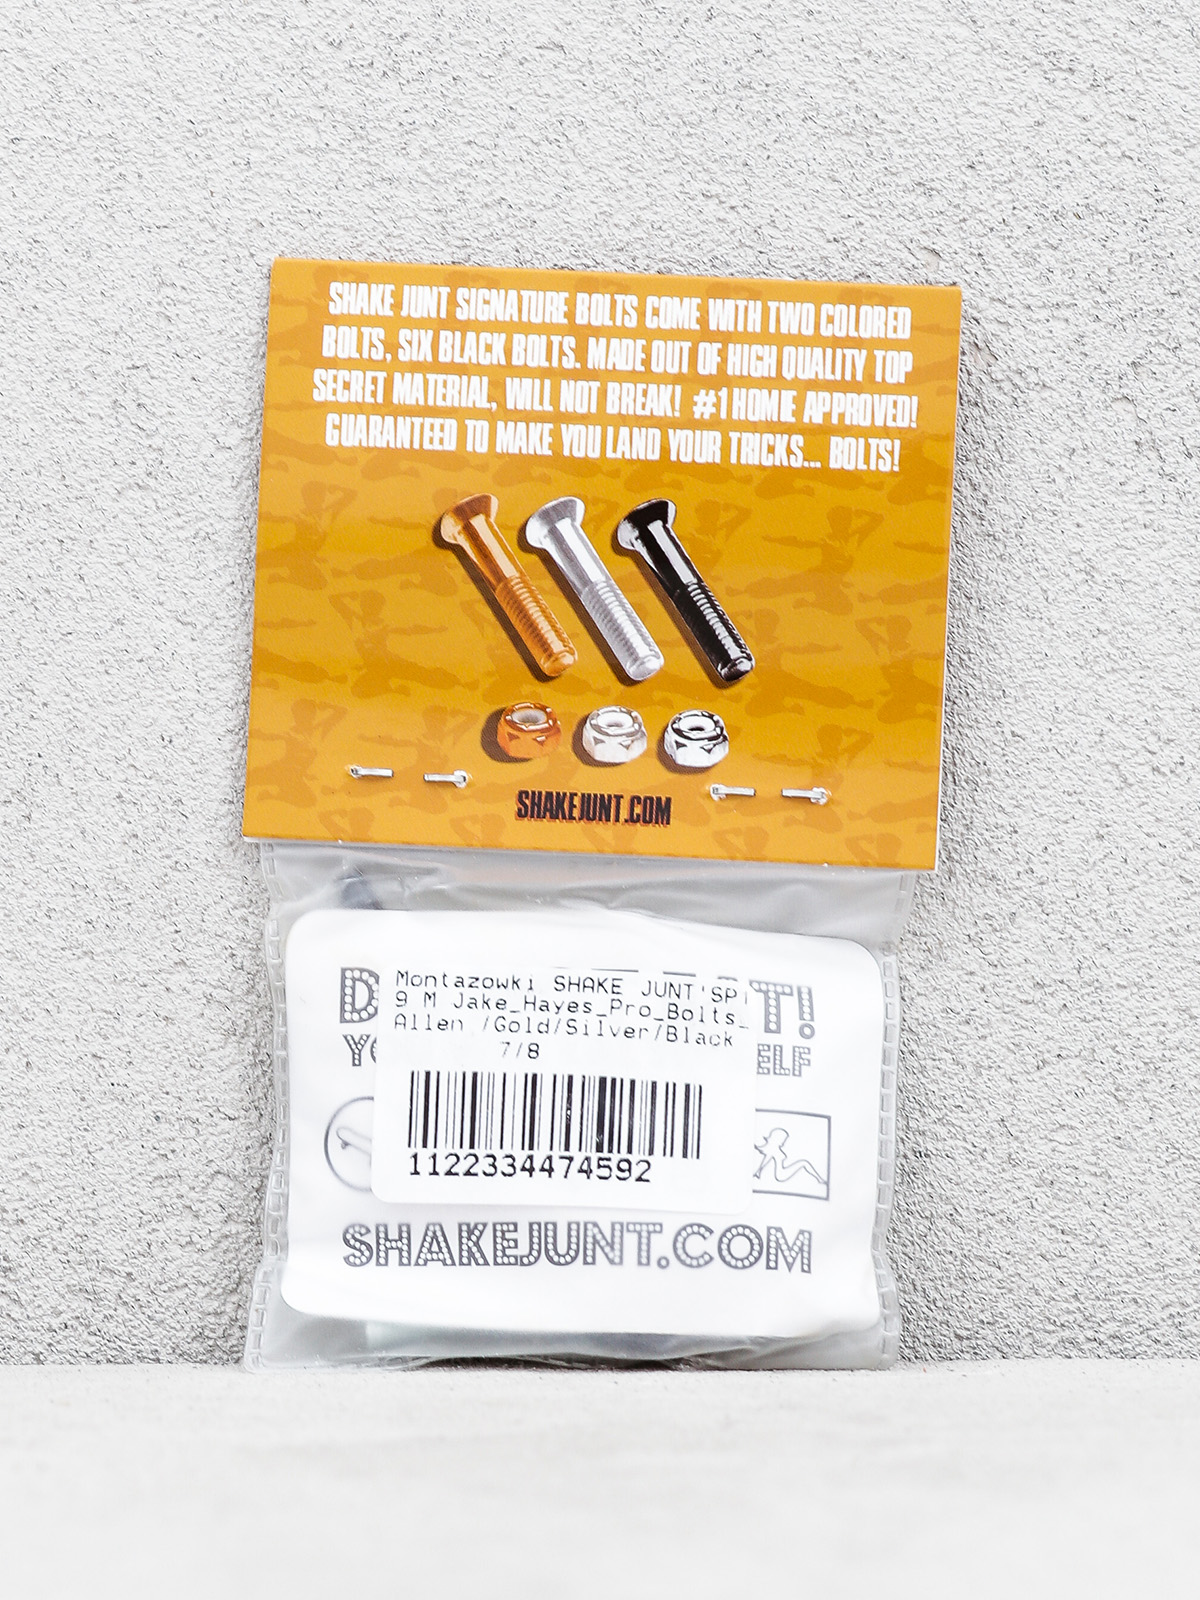 SHAKE JUNT SIGNATURE BOLTS COME WITH TWO COLORED
BOLTS, SIX BLACK BOLTS. MADE OUT OF HIGH QUALITY TOP
SECRET MATERIAL, WILL NOT BREAK! #1 HOMIE APPROVED!
GUARANTEED TO MAKE YOU LAND YOUR TRICKS... BOLTS!
SHAKEJUNT.COM
Montazowki SHAKE JUNT SP
9 M Jake_Hayes_Pro_Bolts_
Allen /Gold/Silver/Black
7/8
1122334474592
SHAKEJUNT.COM